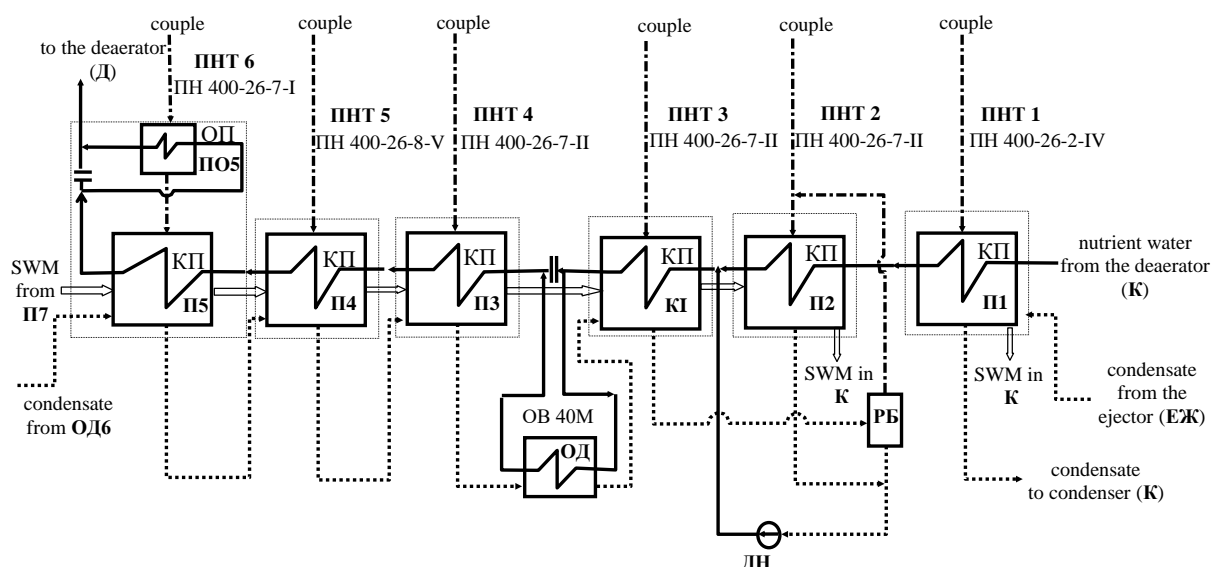 couple
couple
couple
couple
couple
couple
to the deaerator
(Д)
ПНТ 6
ПН 400-26-7-I
ПНТ 5
ПН 400-26-8-V
ПНТ 4
ПН 400-26-7-II
ПНТ 3
ПН 400-26-7-II
ПНТ 2
ПН 400-26-7-II
ПНТ 1
ПН 400-26-2-IV
ОП
ПО5
SWM
from
П7
КП
П5
КП
П4
КП
П3
КП
КI
КП
П2
КП
П1
nutrient water
from the deaerator
(К)
condensate
from ОД6
ОВ 40М
ОД
SWM in
К
РБ
SWM in
К
condensate
from the
ejector (ЕЖ)
condensate
to condenser (К)
ДН